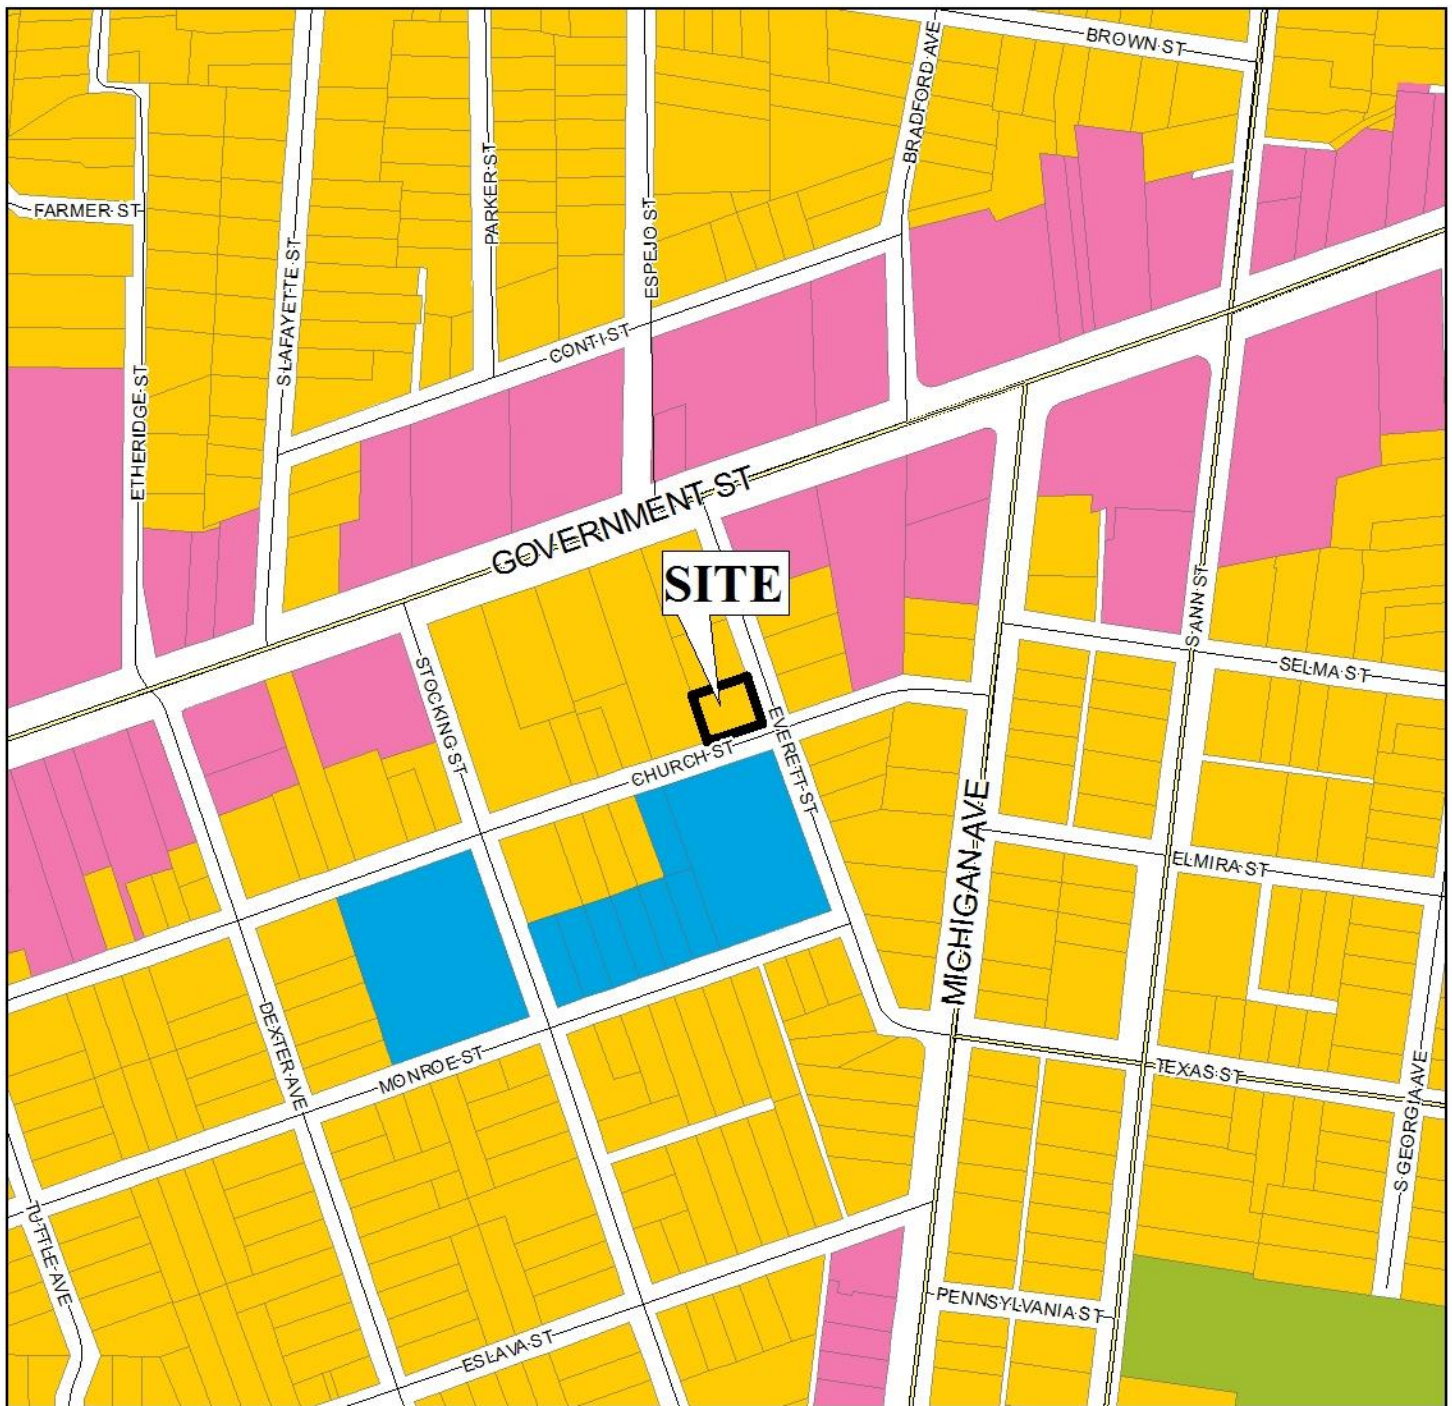 BROWN ST
BRADFORD AVE
PARKER ST
FARMER ST
ESPEJO ST
S LAFAYETTE ST
CONTI ST
ETHERIDGE ST
GOVERNMENT ST
SITE
S ANN ST
SELMA ST
STOCKING ST
EVERETT ST
CHURCH ST
MICHIGAN AVE
ELMIRA ST
DEXTER AVE
MONROE ST
TEXAS ST
S GEORGIA AVE
TUTTLE AVE
PENNSYLVANIA ST
ESLAVA ST